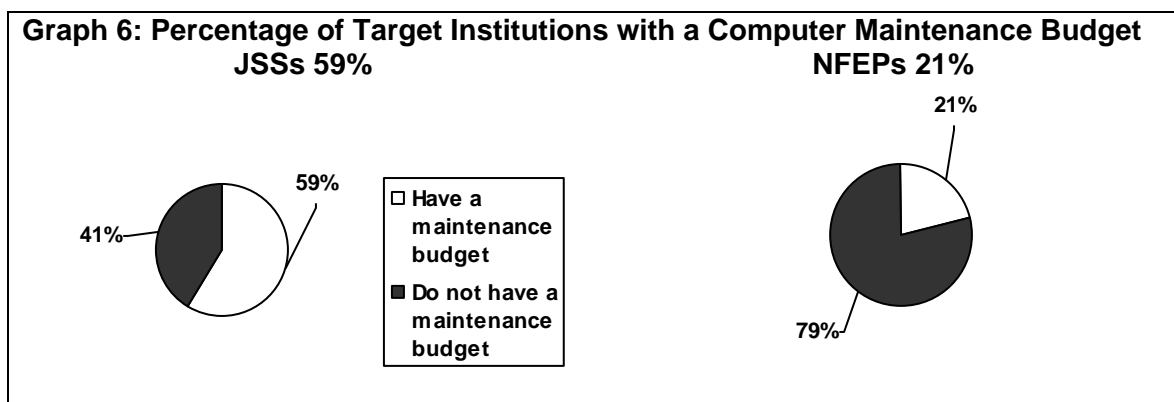 Graph 6: Percentage of Target Institutions with a Computer Maintenance Budget
JSSs 59%
NFEPs 21%
59%
41%
Have a
maintenance
budget
Do not have a
maintenance
budget
21%
79%